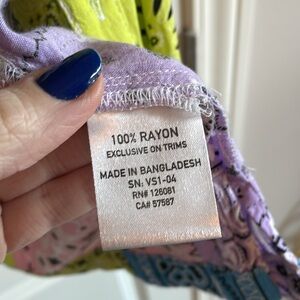 100% RAYON
EXCLUSIVE ON TRIMS
MADE IN BANGLADESH
SN: VS1-04
RN# 126081
CA# 57587